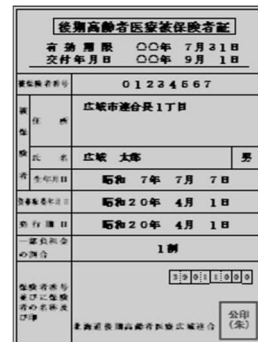 後期高齢者医療被保険者証
有効期限 〇〇年 7月31日
交付年月日 〇〇年 9月 1日
被保険者番号 01234567
被保険者
住所 広域市連合長1丁目
氏名 広域 太郎 男
生年月日 昭和 7年 7月 7日
昭和20年 4月 1日
発行期日 昭和20年 4月 1日
一部負担金の割合 1割
39011000
保険者番号
並びに保険
者の名称及
び印
北海道後期高齢者医療広域連合
公印
(朱)